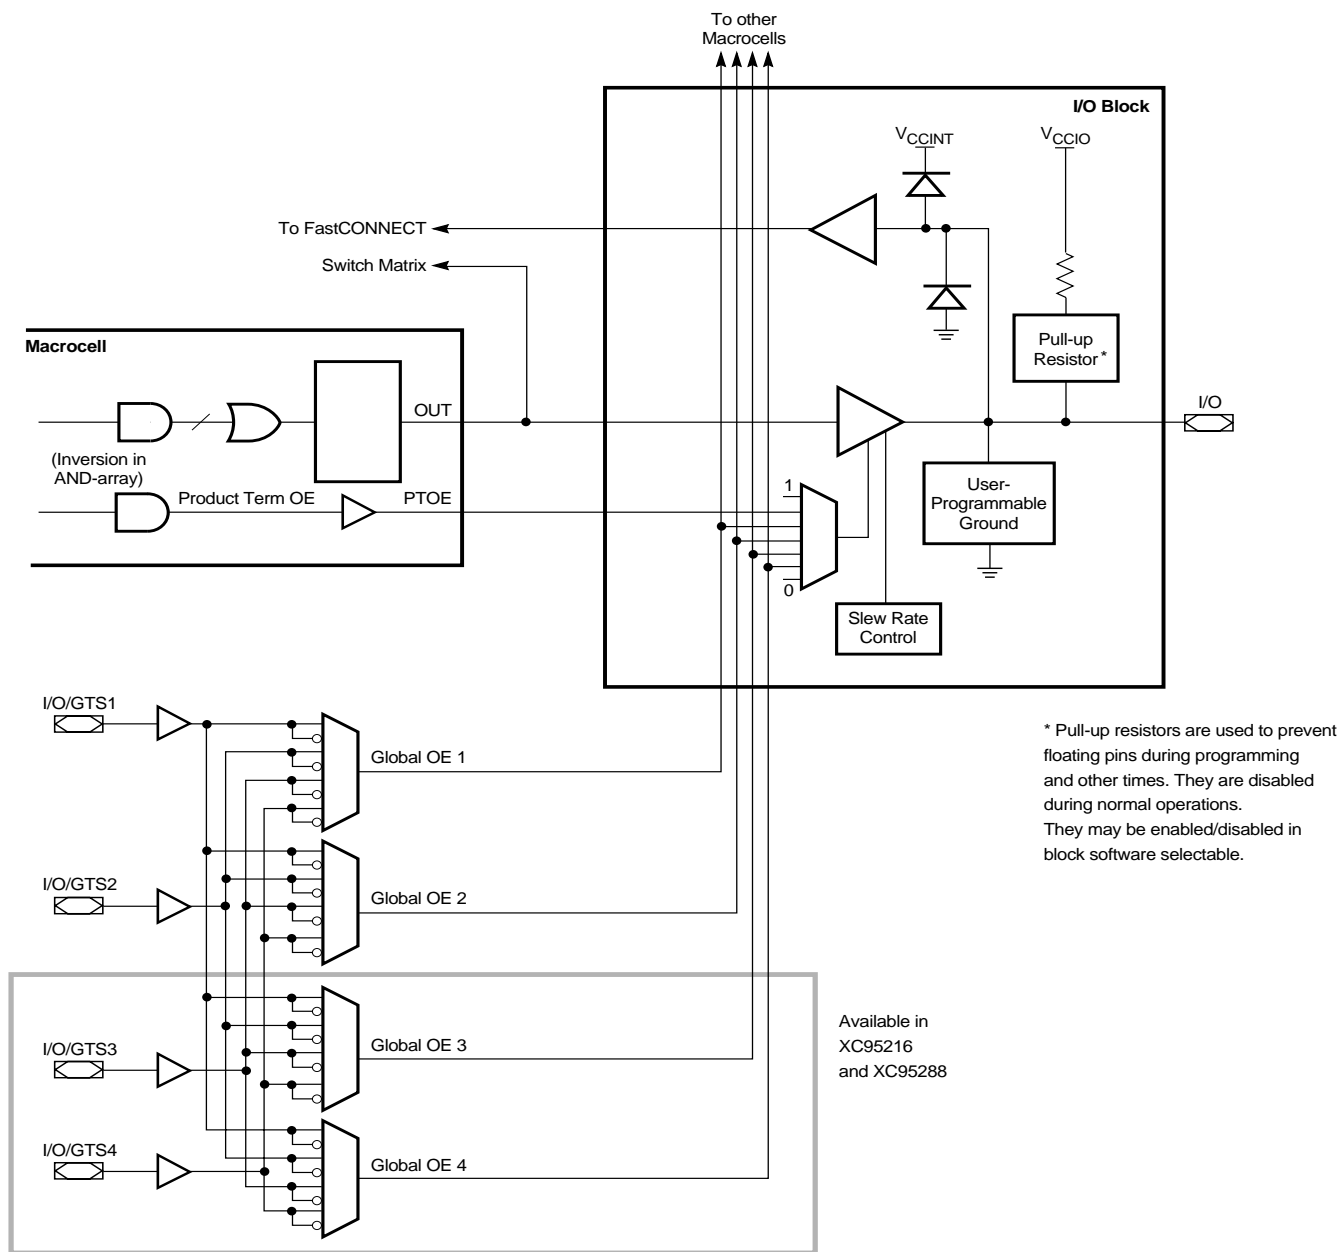 To other
Macrocells
I/O Block
VCCINT
VCCIO
To FastCONNECT
Switch Matrix
Macrocell
Pull-up
Resistor *
OUT
I/O
(Inversion in
AND-array)
Product Term OE
PTOE
1
User-
Programmable
Ground
0
Slew Rate
Control
I/O/GTS1
Global OE 1
* Pull-up resistors are used to prevent
floating pins during programming
and other times. They are disabled
during normal operations.
They may be enabled/disabled in
block software selectable.
I/O/GTS2
Global OE 2
Available in
XC95216
and XC95288
I/O/GTS3
Global OE 3
I/O/GTS4
Global OE 4